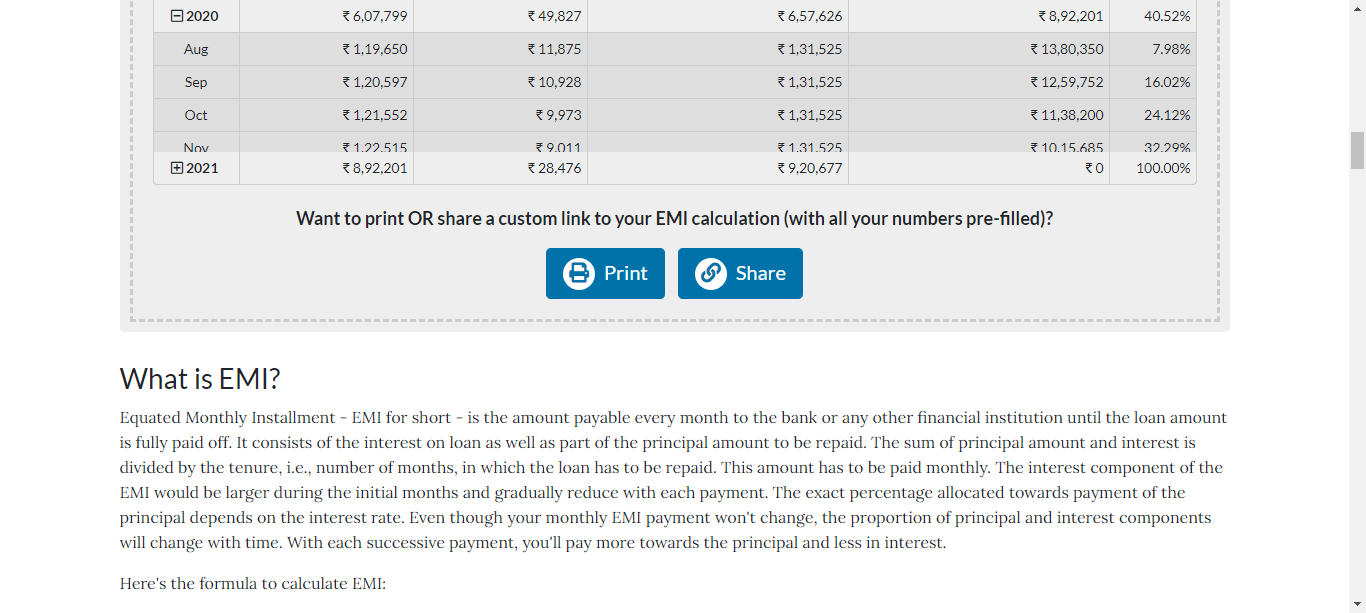 2020 ₹ 6,07,799 ₹ 49,827 ₹ 6,57,626 ₹ 8,92,201 40.52%
Aug ₹ 1,19,650 ₹ 11,875 ₹ 1,31,525 ₹ 13,80,350 7.98%
Sep ₹ 1,20,597 ₹ 10,928 ₹ 1,31,525 ₹ 12,59,752 16.02%
Oct ₹ 1,21,552 ₹ 9,973 ₹ 1,31,525 ₹ 11,38,200 24.12%
Nov ₹ 1,22,515 ₹ 9,011 ₹ 1,31,525 ₹ 10,15,685 32.29%
2021 ₹ 8,92,201 ₹ 28,476 ₹ 9,20,677 ₹ 0 100.00%
Want to print OR share a custom link to your EMI calculation (with all your numbers pre-filled)?
Print Share
What is EMI?
Equated Monthly Installment - EMI for short - is the amount payable every month to the bank or any other financial institution until the loan amount
is fully paid off. It consists of the interest on loan as well as part of the principal amount to be repaid. The sum of principal amount and interest is
divided by the tenure, i.e., number of months, in which the loan has to be repaid. This amount has to be paid monthly. The interest component of the
EMI would be larger during the initial months and gradually reduce with each payment. The exact percentage allocated towards payment of the
principal depends on the interest rate. Even though your monthly EMI payment won't change, the proportion of principal and interest components
will change with time. With each successive payment, you'll pay more towards the principal and less in interest.
Here's the formula to calculate EMI: